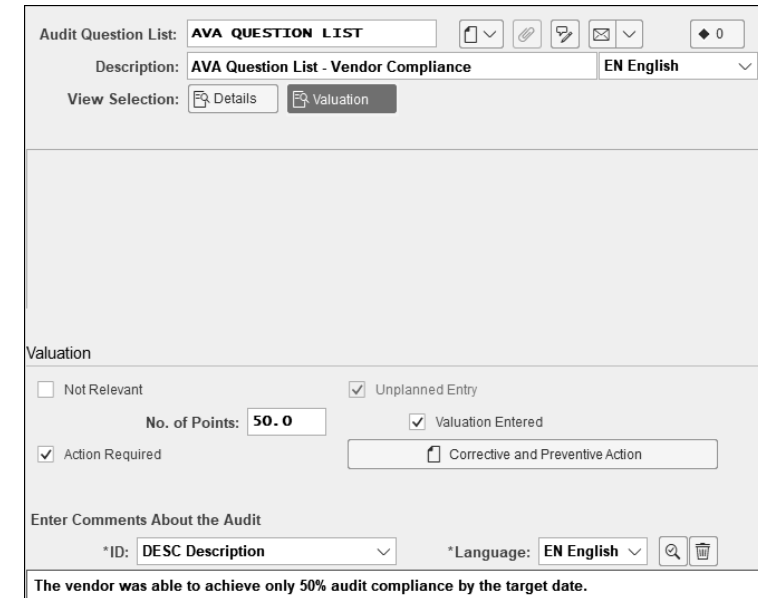 Audit Question List: AVA QUESTION LIST 0
Description: AVA Question List - Vendor Compliance EN English
View Selection: Details Valuation
Valuation
Not Relevant Unplanned Entry
No. of Points: 50.0 Valuation Entered
Action Required Corrective and Preventive Action
Enter Comments About the Audit
*ID: DESC Description *Language: EN English
The vendor was able to achieve only 50% audit compliance by the target date.